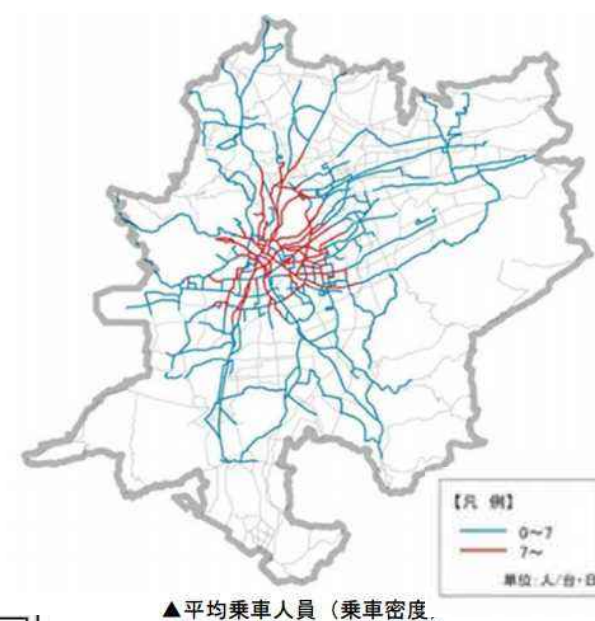 【凡 例】
0～7
7～
単位：人/台・日
▲平均乗車人員（乗車密度